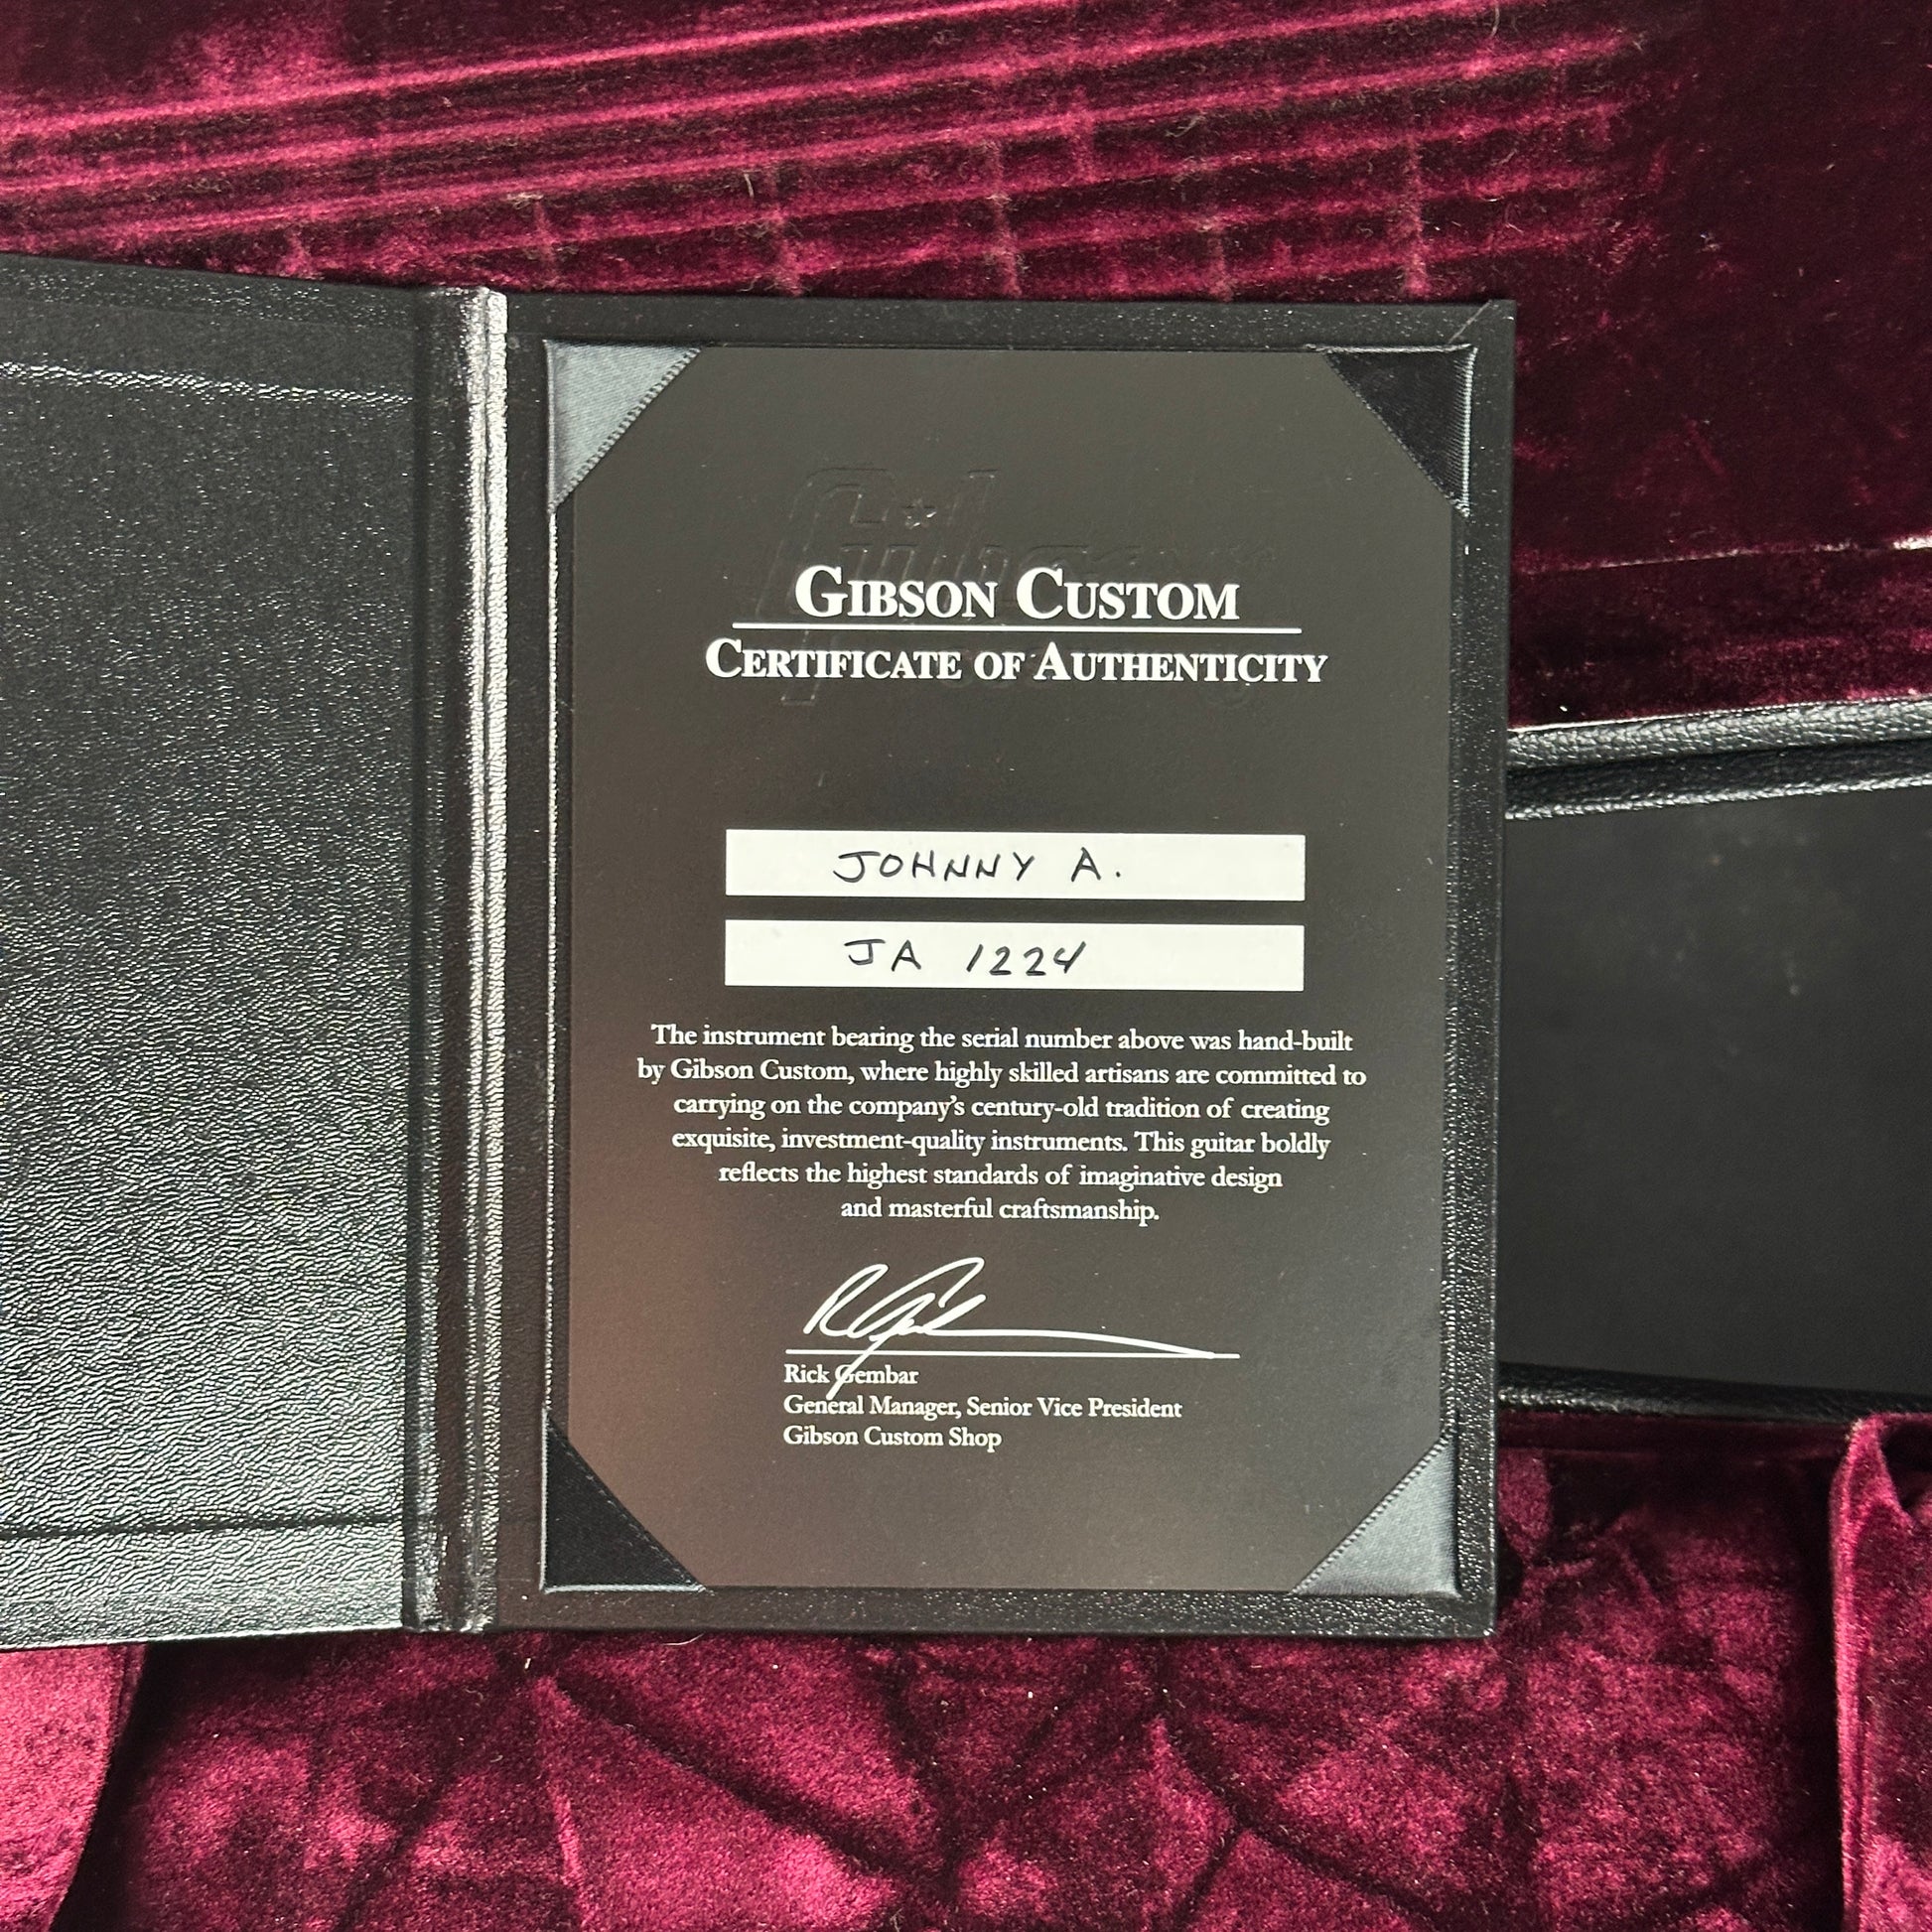 GIBSON CUSTOM
CERTIFICATE OF AUTHENTICITY
JOHNNY A.
JA 1224
The instrument bearing the serial number above was hand-built
by Gibson Custom, where highly skilled artisans are committed to
carrying on the company's century-old tradition of creating
exquisite, investment-quality instruments. This guitar boldly
reflects the highest standards of imaginative design
and masterful craftsmanship.
Rick Gembar
General Manager, Senior Vice President
Gibson Custom Shop